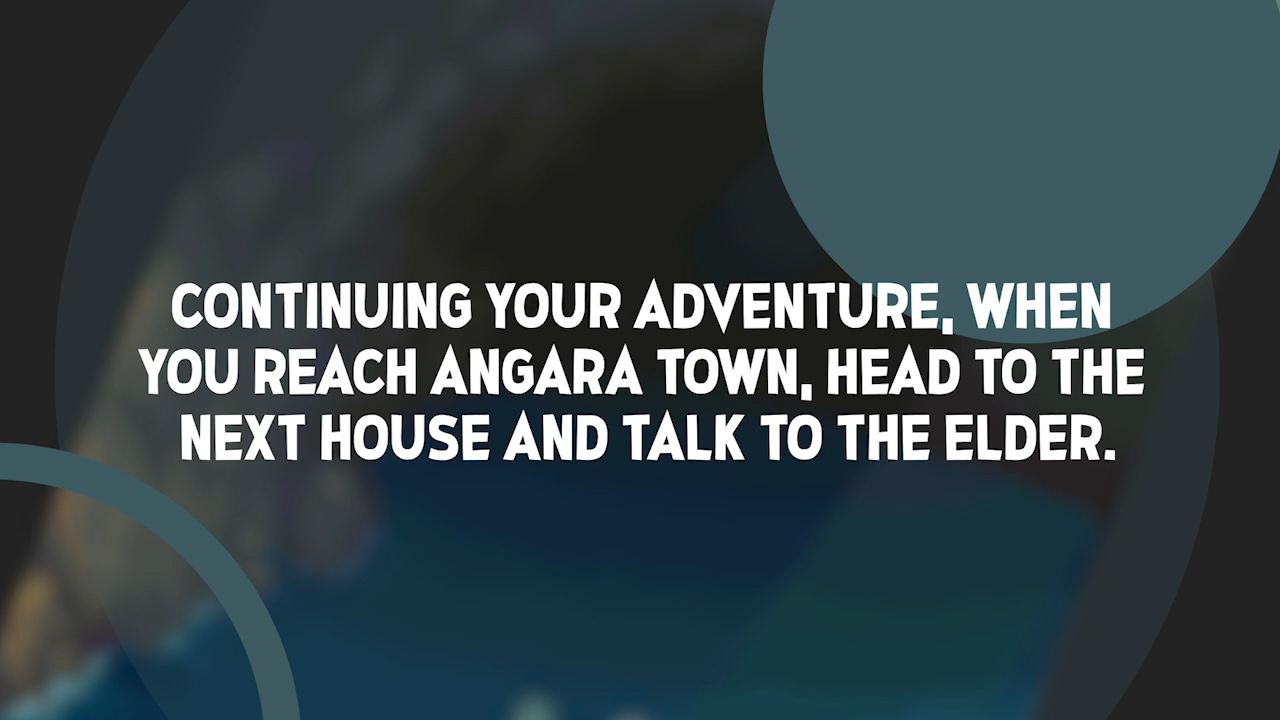 CONTINUING YOUR ADVENTURE, WHEN
YOU REACH ANGARA TOWN, HEAD TO THE
NEXT HOUSE AND TALK TO THE ELDER.